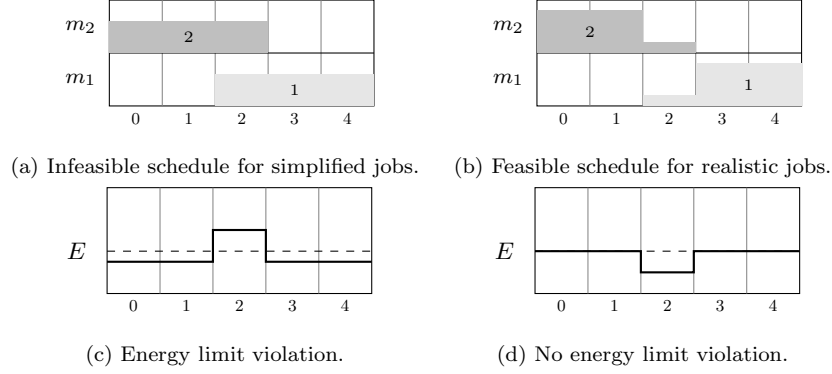 m₂ 2 m₂ 2
m₁ 1 m₁ 1
0 1 2 3 4 0 1 2 3 4
(a) Infeasible schedule for simplified jobs. (b) Feasible schedule for realistic jobs.
E E
0 1 2 3 4 0 1 2 3 4
(c) Energy limit violation. (d) No energy limit violation.